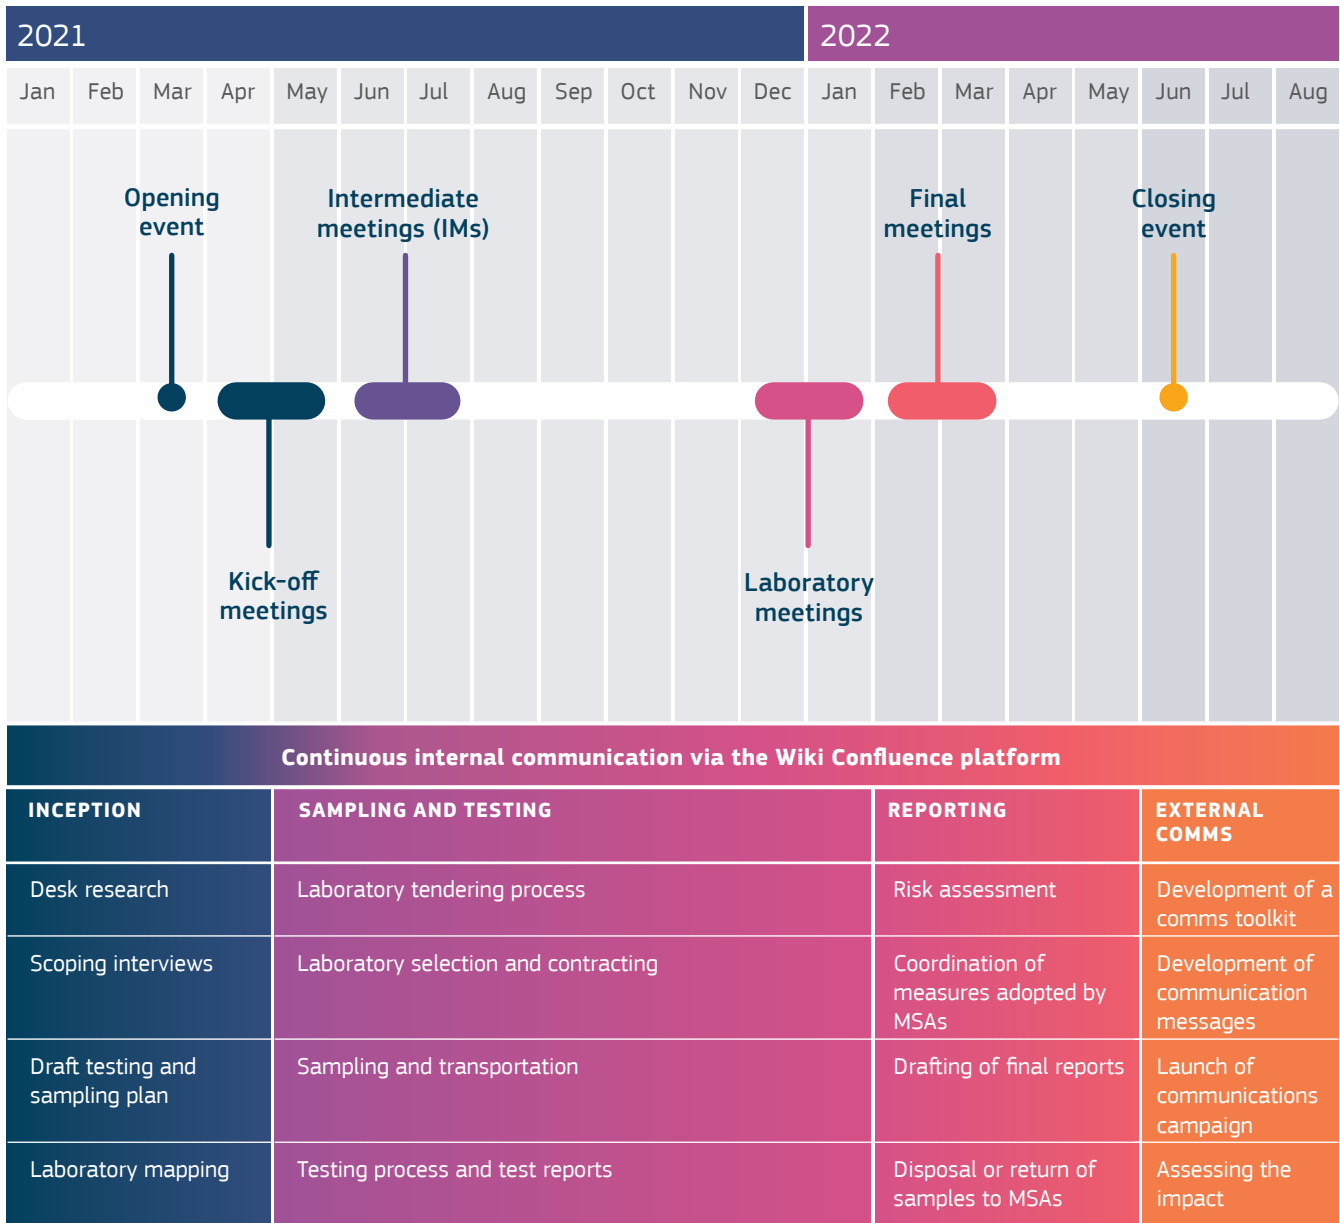 2021
2022
Jan Feb Mar Apr May Jun Jul Aug Sep Oct Nov Dec Jan Feb Mar Apr May Jun Jul Aug
Opening
event
Intermediate
meetings (IMs)
Final
meetings
Closing
event
Kick-off
meetings
Laboratory
meetings
Continuous internal communication via the Wiki Confluence platform
INCEPTION
Desk research
Scoping interviews
Draft testing and
sampling plan
Laboratory mapping
SAMPLING AND TESTING
Laboratory tendering process
Laboratory selection and contracting
Sampling and transportation
Testing process and test reports
REPORTING
Risk assessment
Coordination of
measures adopted by
MSAs
Drafting of final reports
Disposal or return of
samples to MSAs
EXTERNAL
COMMS
Development of a
comms toolkit
Development of
communication
messages
Launch of
communications
campaign
Assessing the
impact